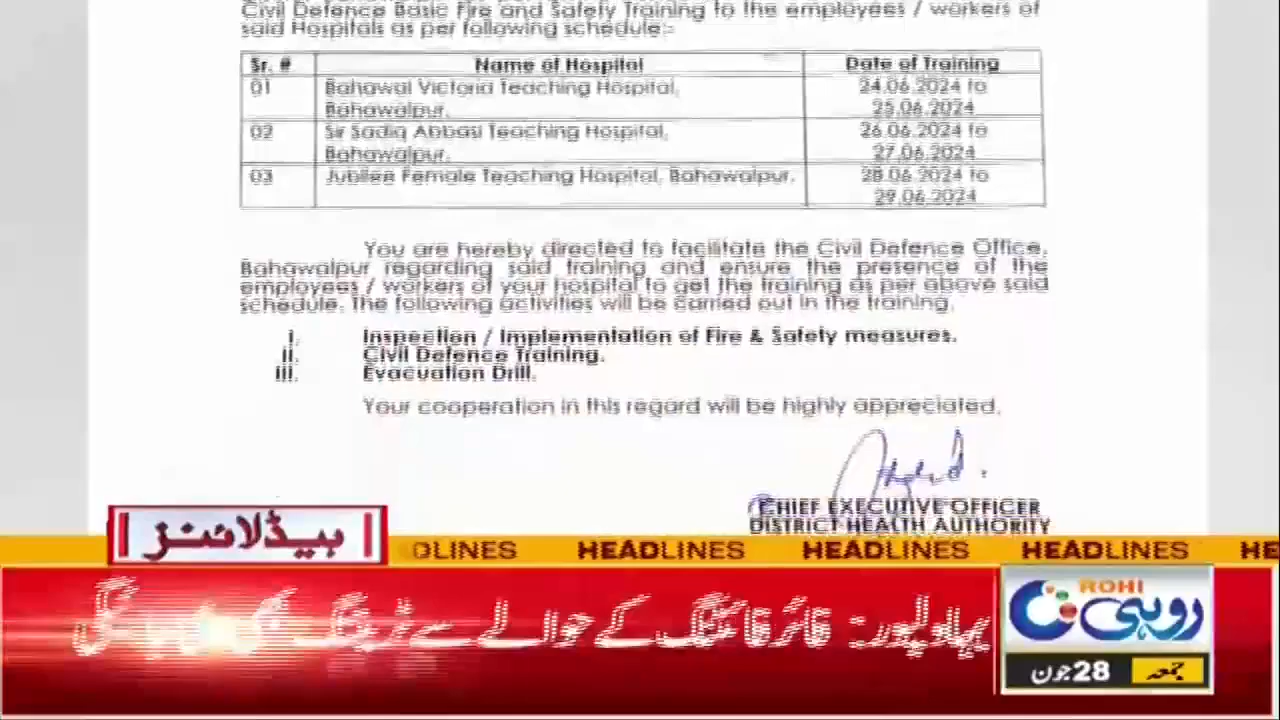 Civil Defence Basic Fire and Safety Training to the employees / workers of
said Hospitals as per following schedule:-
Sr. # Name of Hospital Date of Training
01 Bahawal Victoria Teaching Hospital, 24.06.2024 to
Bahawalpur. 25.06.2024
02 Sir Sadiq Abbasi Teaching Hospital, 26.06.2024 to
Bahawalpur. 27.06.2024
03 Jubilee Female Teaching Hospital, Bahawalpur. 28.06.2024 to
29.06.2024
You are hereby directed to facilitate the Civil Defence Office,
Bahawalpur regarding said training and ensure the presence of the
employees / workers of your hospital to get the training as per above said
schedule. The following activities will be carried out in the training.
I. Inspection / Implementation of Fire & Safety measures.
II. Civil Defence Training.
III. Evacuation Drill.
Your cooperation in this regard will be highly appreciated.
CHIEF EXECUTIVE OFFICER
DISTRICT HEALTH AUTHORITY
ہیڈلائنز
DLINES HEADLINES HEADLINES HEADLINES HE
بہاولپور: فائرفائٹنگ کے حوالے سے ٹریننگ
ROHI
روہی
جمعہ 28 جون